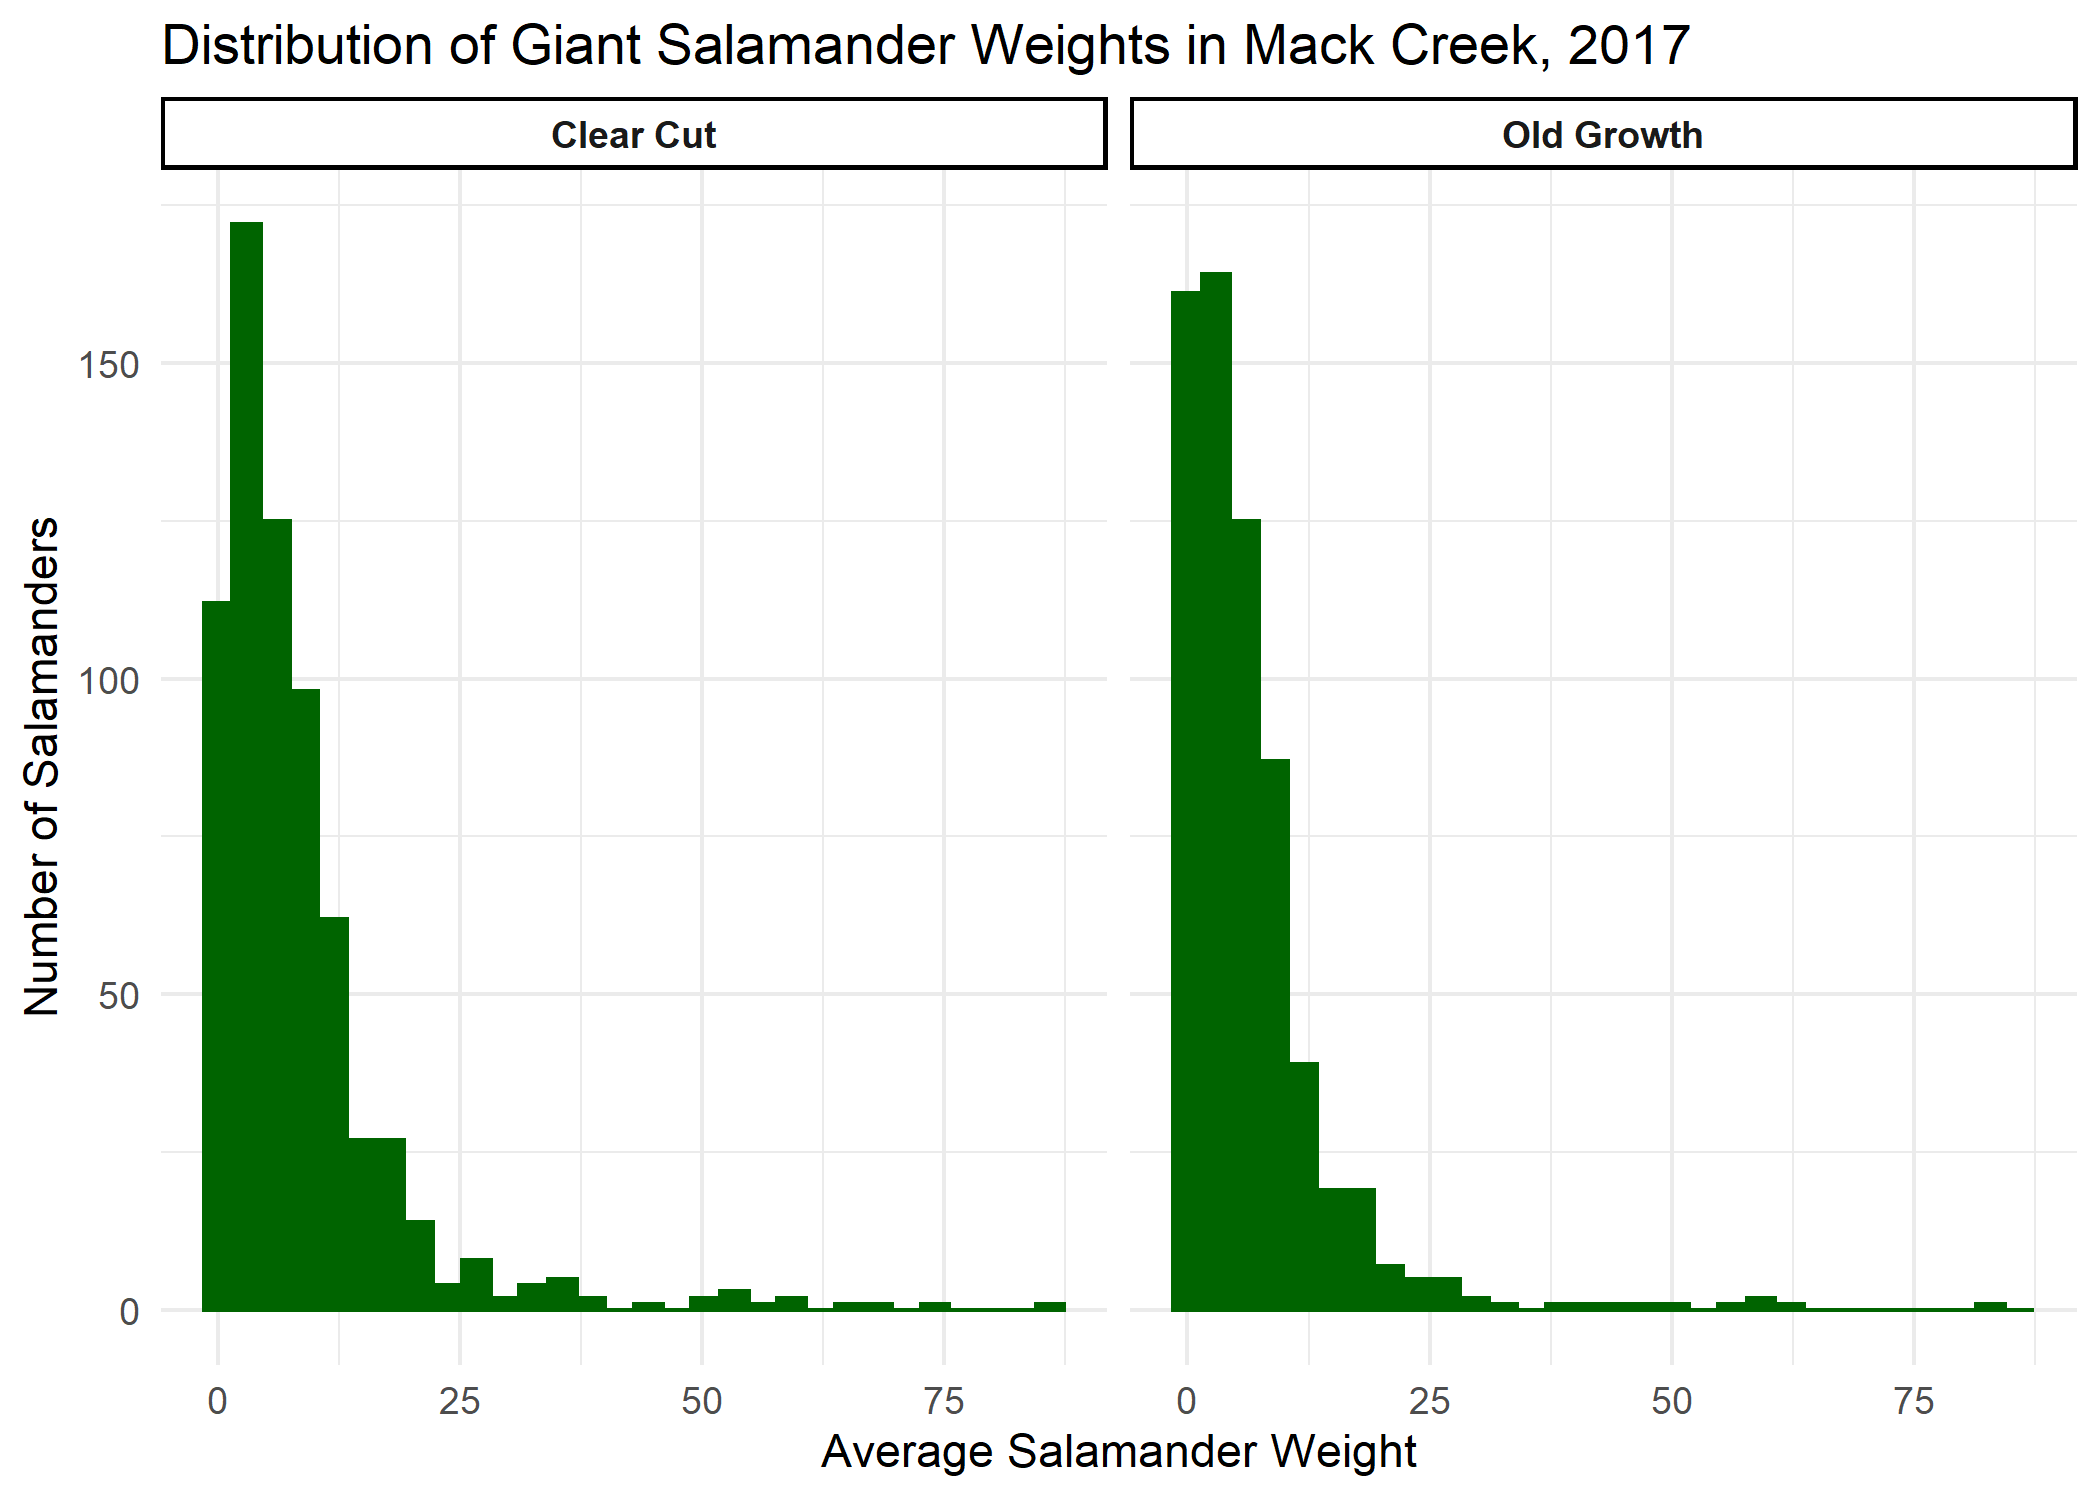 Distribution of Giant Salamander Weights in Mack Creek, 2017
Clear Cut
Old Growth
Number of Salamanders
150
100
50
0
0 25 50 75
0 25 50 75
Average Salamander Weight